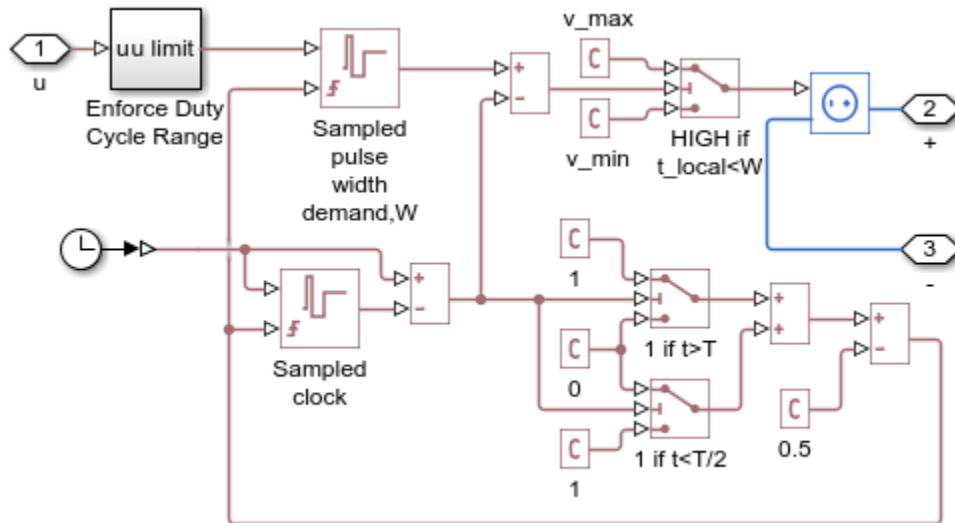 1
u
uu limit
Enforce Duty
Cycle Range
Sampled
pulse
width
demand,W
+
-
v_max
C
C
v_min
HIGH if
t_local<W
2
+
3
-
Sampled
clock
+
-
C
1
C
0
C
1
1 if t>T
1 if t<T/2
+
+
C
0.5
+
-